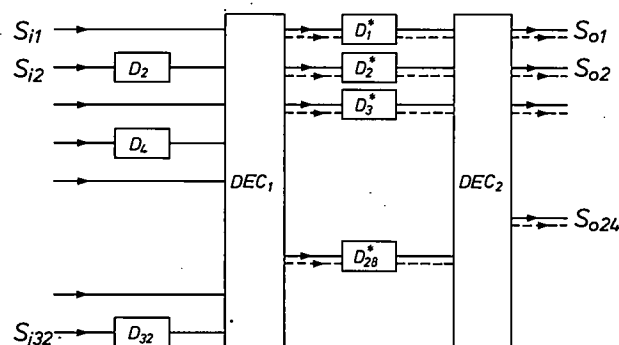 S_i1 D_1^* S_o1
S_i2 D_2 D_2^* S_o2
D_3^*
D_4
DEC_1 DEC_2
S_o24
D_28^*
S_i32 D_32